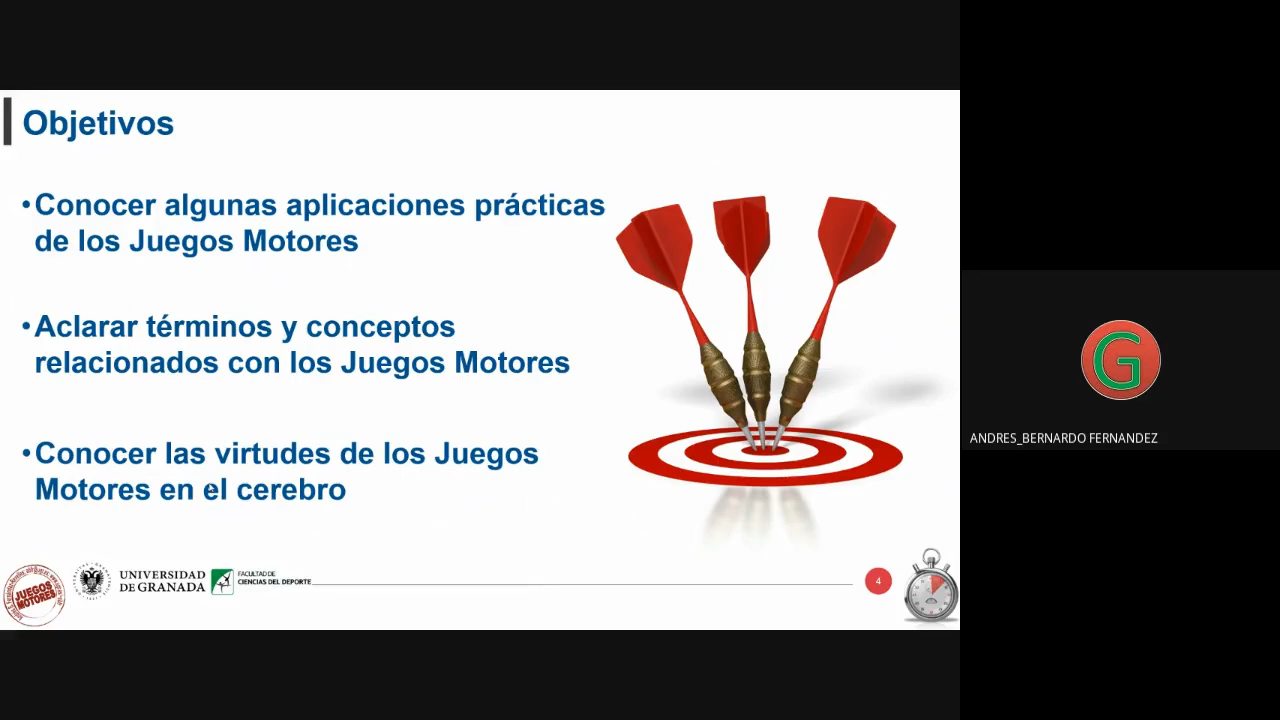 Objetivos
•Conocer algunas aplicaciones prácticas
de los Juegos Motores
•Aclarar términos y conceptos
relacionados con los Juegos Motores
•Conocer las virtudes de los Juegos
Motores en el cerebro
JUEGOS
MOTORES
UNIVERSIDAD
DE GRANADA
FACULTAD DE
CIENCIAS DEL DEPORTE
4
G
ANDRES_BERNARDO FERNANDEZ